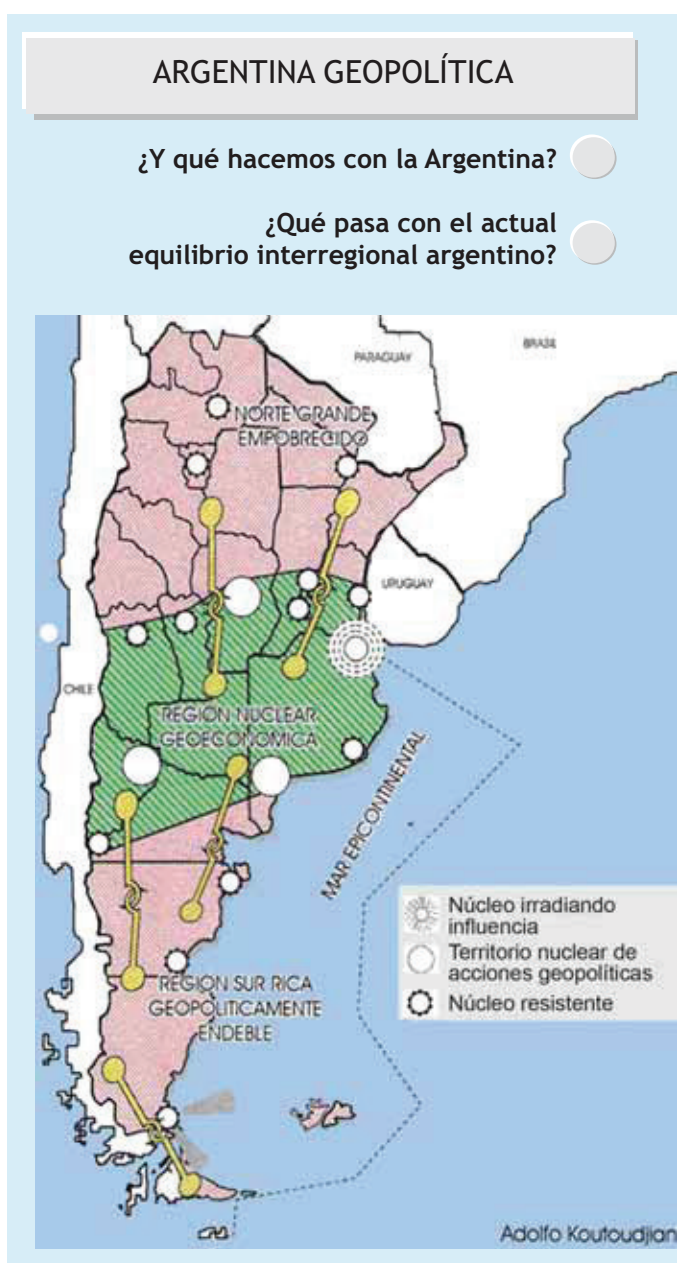 ARGENTINA GEOPOLÍTICA
¿Y qué hacemos con la Argentina?
¿Qué pasa con el actual
equilibrio interregional argentino?
PARAGUAY
BRASIL
NORTE GRANDE
EMPOBRECIDO
URUGUAY
CHILE
REGION NUCLEAR
GEOECONOMICA
MAR EPICONTINENTAL
Núcleo irradiando
influencia
Territorio nuclear de
acciones geopolíticas
Núcleo resistente
REGION SUR RICA
GEOPOLITICAMENTE
ENDEBLE
Adolfo Koutoudjian